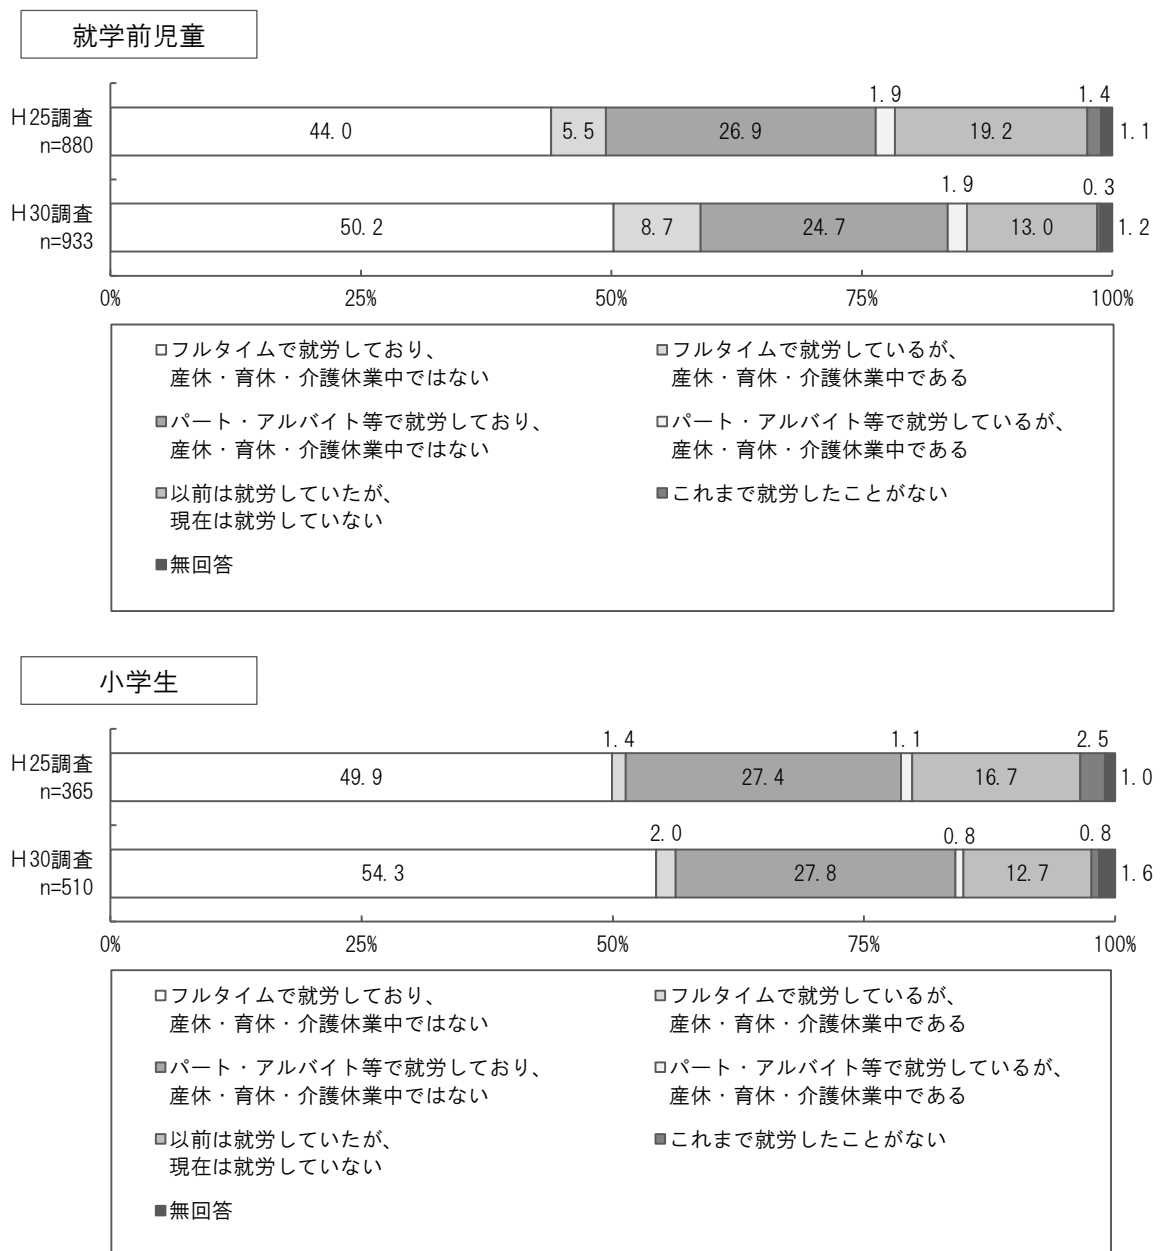 就学前児童
1.9 1.4
H25調査
n=880
44.0 5.5 26.9 19.2 1.1
1.9 0.3
H30調査
n=933
50.2 8.7 24.7 13.0 1.2
0% 25% 50% 75% 100%
□フルタイムで就労しており、
産休・育休・介護休業中ではない
フルタイムで就労しているが、
産休・育休・介護休業中である
パート・アルバイト等で就労しており、
産休・育休・介護休業中ではない
パート・アルバイト等で就労しているが、
産休・育休・介護休業中である
以前は就労していたが、
現在は就労していない
これまで就労したことがない
無回答
小学生
1.4 1.1 2.5
H25調査
n=365
49.9 27.4 16.7 1.0
2.0 0.8 0.8
H30調査
n=510
54.3 27.8 12.7 1.6
0% 25% 50% 75% 100%
フルタイムで就労しており、
産休・育休・介護休業中ではない
フルタイムで就労しているが、
産休・育休・介護休業中である
パート・アルバイト等で就労しており、
産休・育休・介護休業中ではない
パート・アルバイト等で就労しているが、
産休・育休・介護休業中である
以前は就労していたが、
現在は就労していない
これまで就労したことがない
無回答